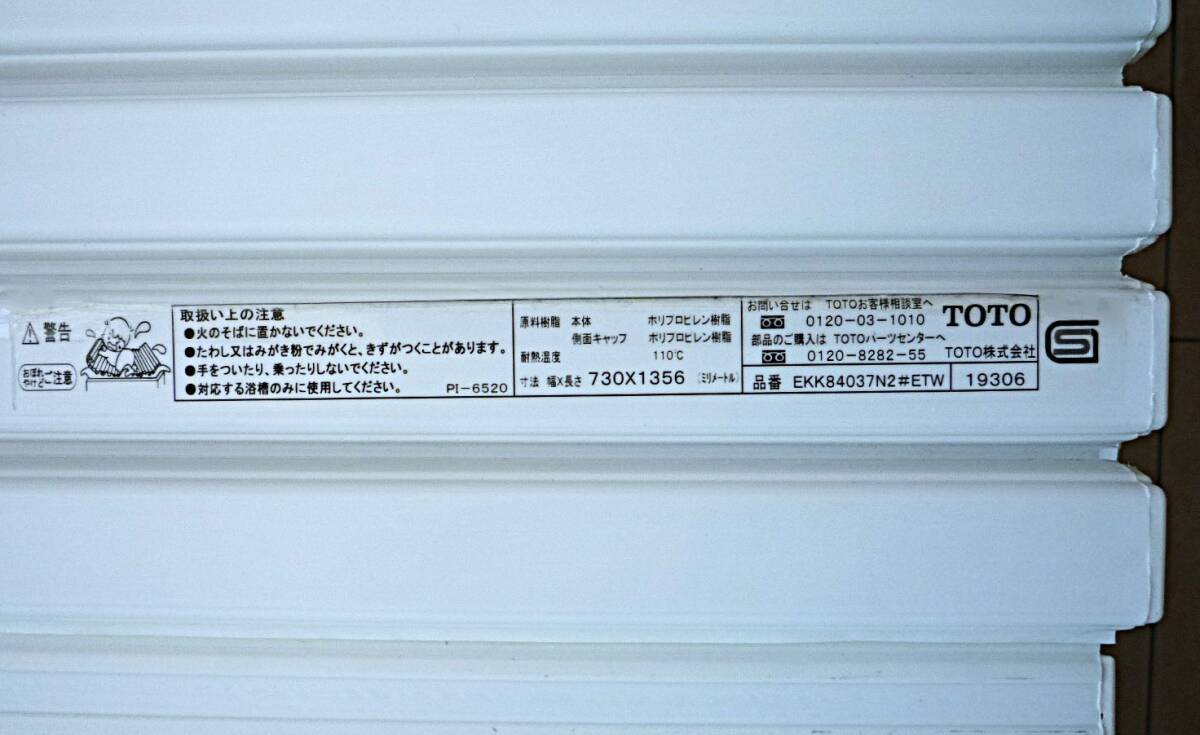 警告
おぼれ
やけど
ご注意
取扱い上の注意
●火のそばに置かないでください。
●たわし又はみがき粉でみがくと、きずがつくことがあります。
●手をついたり、乗ったりしないでください。
●対応する浴槽のみに使用してください。
PI-6520
原料樹脂 本体 ポリプロピレン樹脂
側面キャップ ポリプロピレン樹脂
耐熱温度 110℃
寸法 幅X長さ 730X1356 (ミリメートル)
お問い合せは TOTOお客様相談室へ
0120-03-1010
部品のご購入は TOTOパーツセンターへ
0120-8282-55
TOTO
TOTO株式会社
品番 EKK84037N2#ETW 19306